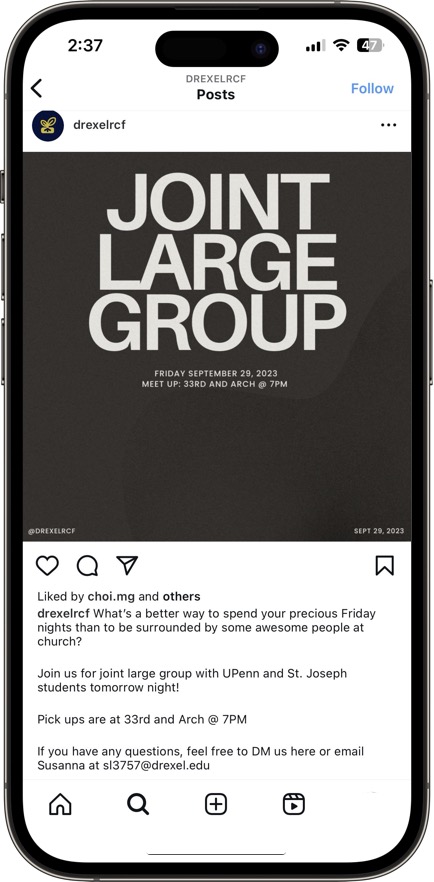 2:37
47
DREXELRCF
Posts
Follow
drexelrcf
JOINT
LARGE
GROUP
FRIDAY SEPTEMBER 29, 2023
MEET UP: 33RD AND ARCH @ 7PM
@DREXELRCF
SEPT 29, 2023
Liked by choi.mg and others
drexelrcf What's a better way to spend your precious Friday
nights than to be surrounded by some awesome people at
church?
Join us for joint large group with UPenn and St. Joseph
students tomorrow night!
Pick ups are at 33rd and Arch @ 7PM
If you have any questions, feel free to DM us here or email
Susanna at sl3757@drexel.edu